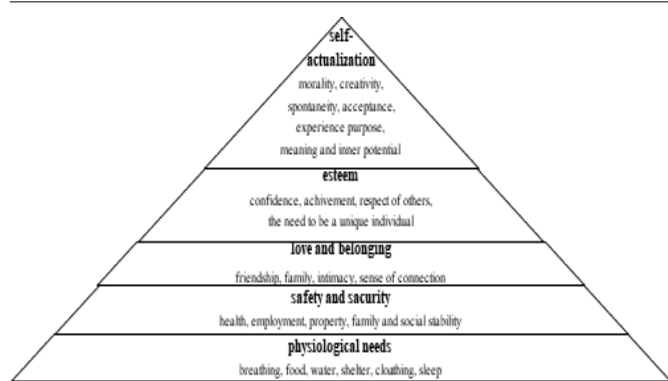 self-
actualization
morality, creativity,
spontaneity, acceptance,
experience purpose,
meaning and inner potential
esteem
confidence, achivement, respect of others,
the need to be a unique individual
love and belonging
friendship, family, intimacy, sense of connection
safety and sacurity
health, employment, property, family and social stability
physiological needs
breathing, food, water, shelter, cloathing, sleep